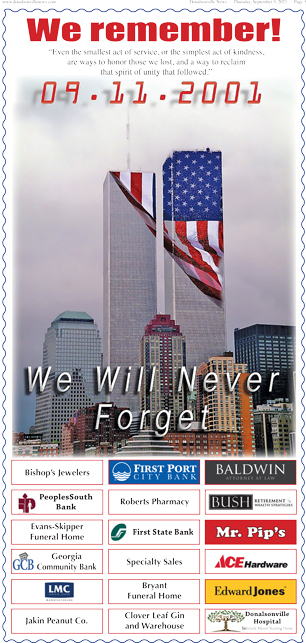 www.donalsonvillenews.com Donalsonville News Thursday, September 9, 2021 Page
We remember!
“Even the smallest act of service, or the simplest act of kindness,
are ways to honor those we lost, and a way to reclaim
that spirit of unity that followed.”
09.11.2001
We Will Never
Forget
Bishop's Jewelers
First Port
City Bank
BALDWIN
ATTORNEY AT LAW
PeoplesSouth
Bank
Roberts Pharmacy
BUSH RETIREMENT &
WEALTH STRATEGIES
Evans-Skipper
Funeral Home
First State Bank
Mr. Pip's
GCB Georgia
Community Bank
Specialty Sales
ACE Hardware
LMC
Bryant
Funeral Home
Edward Jones
Jakin Peanut Co.
Clover Leaf Gin
and Warehouse
Donalsonville
Hospital